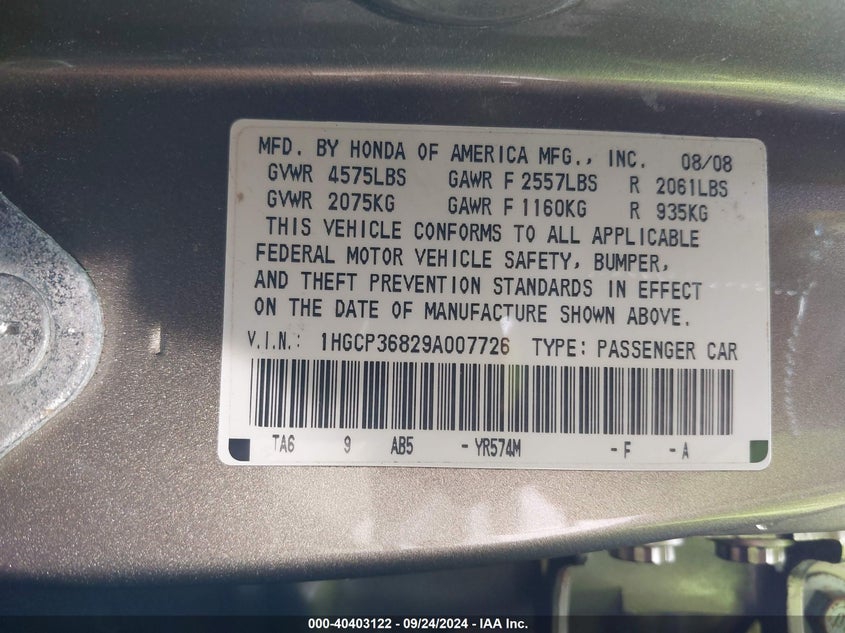 MFD. BY HONDA OF AMERICA MFG., INC. 08/08
GVWR 4575LBS GAWR F 2557LBS R 2061LBS
GVWR 2075KG GAWR F 1160KG R 935KG
THIS VEHICLE CONFORMS TO ALL APPLICABLE
FEDERAL MOTOR VEHICLE SAFETY, BUMPER,
AND THEFT PREVENTION STANDARDS IN EFFECT
ON THE DATE OF MANUFACTURE SHOWN ABOVE.
V.I.N.: 1HGCP36829A007726 TYPE: PASSENGER CAR
TA6 9 AB5 - YR574M - F - A
000-40403122 - 09/24/2024 - IAA Inc.